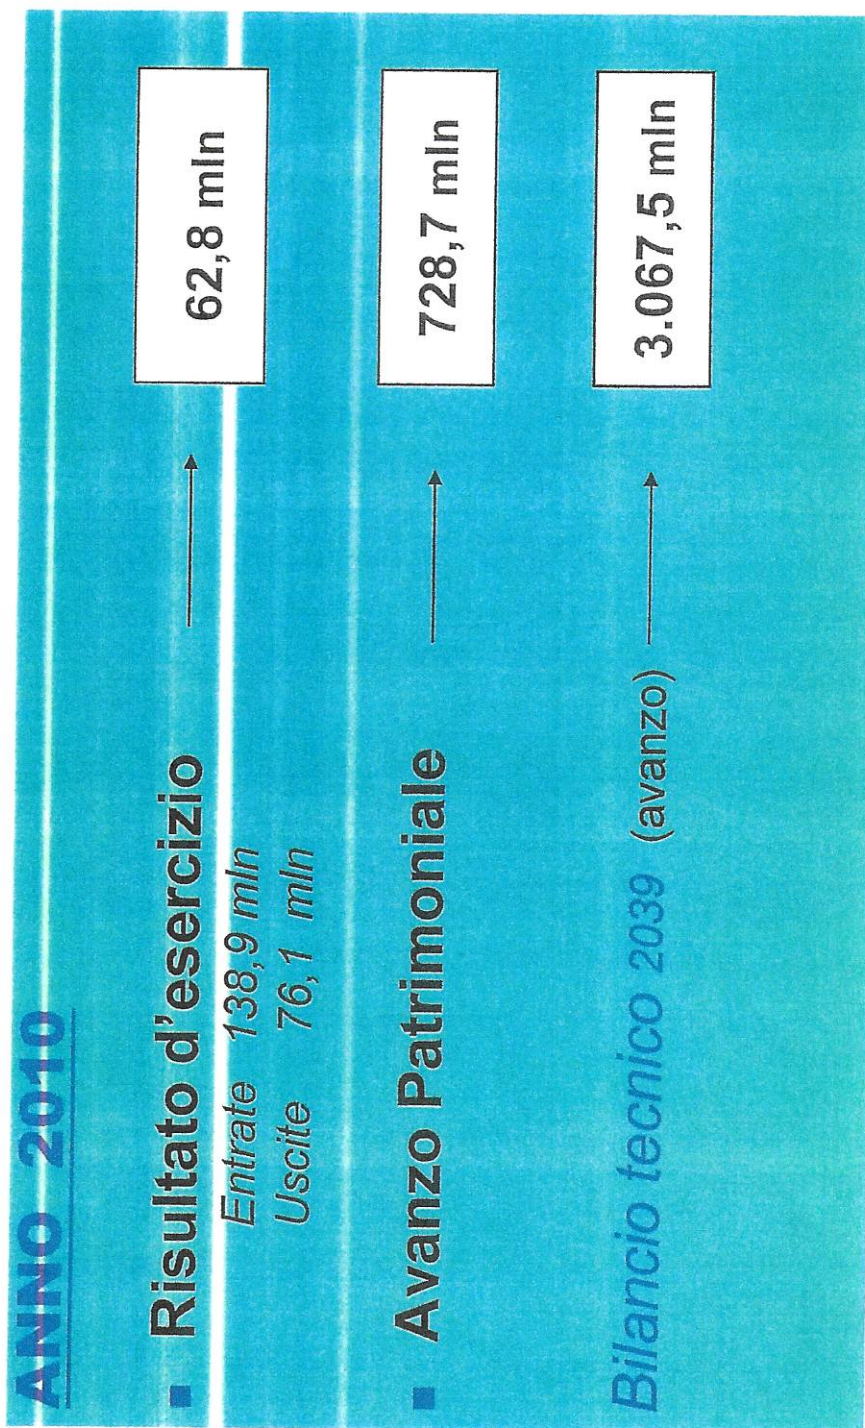 ANNO 2010
▪ Risultato d'esercizio → 62,8 mln
Entrate 138,9 mln
Uscite 76,1 mln
▪ Avanzo Patrimoniale → 728,7 mln
Bilancio tecnico 2039 (avanzo) → 3.067,5 mln